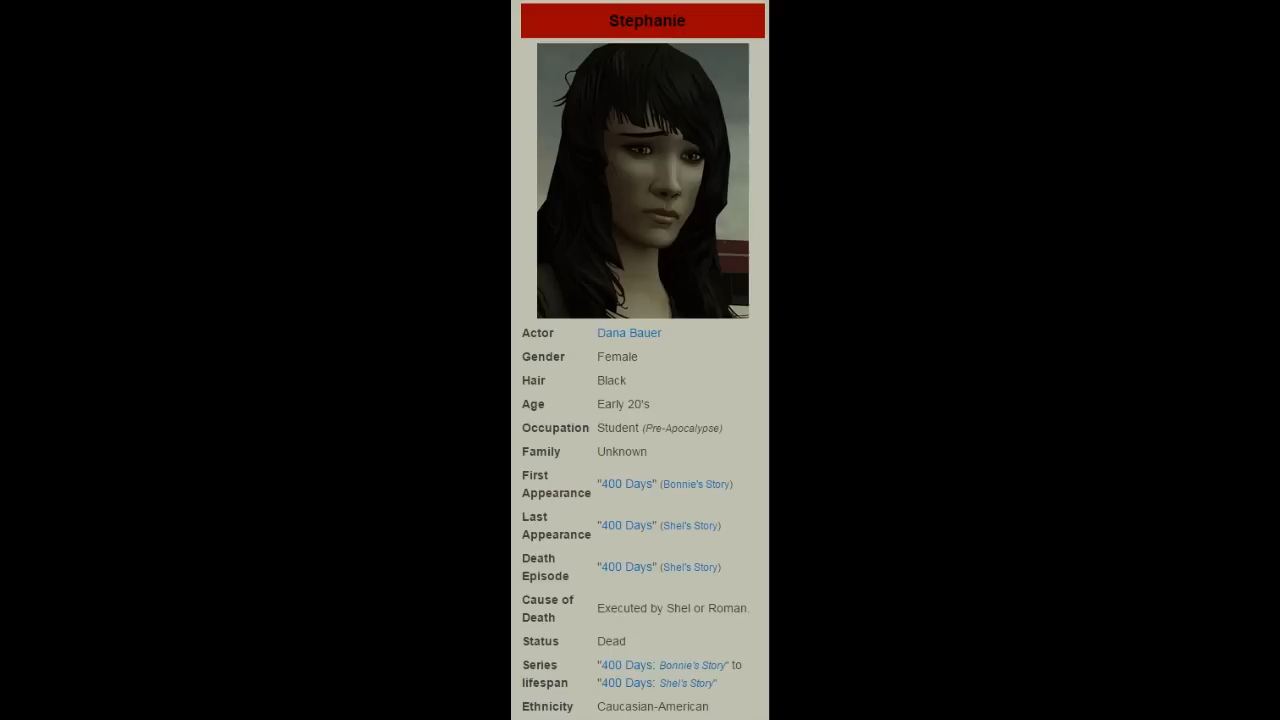 Stephanie
Actor Dana Bauer
Gender Female
Hair Black
Age Early 20's
Occupation Student (Pre-Apocalypse)
Family Unknown
First
Appearance "400 Days" (Bonnie's Story)
Last
Appearance "400 Days" (Shel's Story)
Death
Episode "400 Days" (Shel's Story)
Cause of
Death Executed by Shel or Roman.
Status Dead
Series "400 Days: Bonnie's Story" to
lifespan "400 Days: Shel's Story"
Ethnicity Caucasian-American